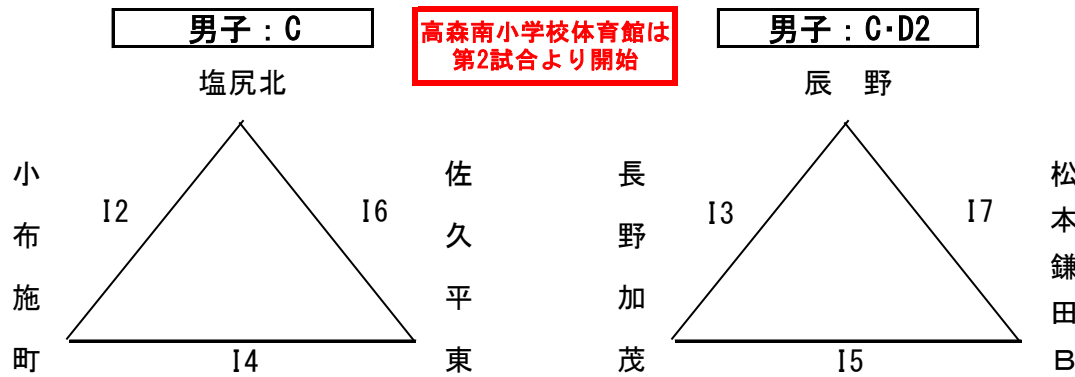 男子：C
高森南小学校体育館は
第2試合より開始
男子：C・D2
塩尻北
辰　野
小布施町
I2
I6
佐久平東
I4
長野加茂
I3
I7
松本鎌田B
I5